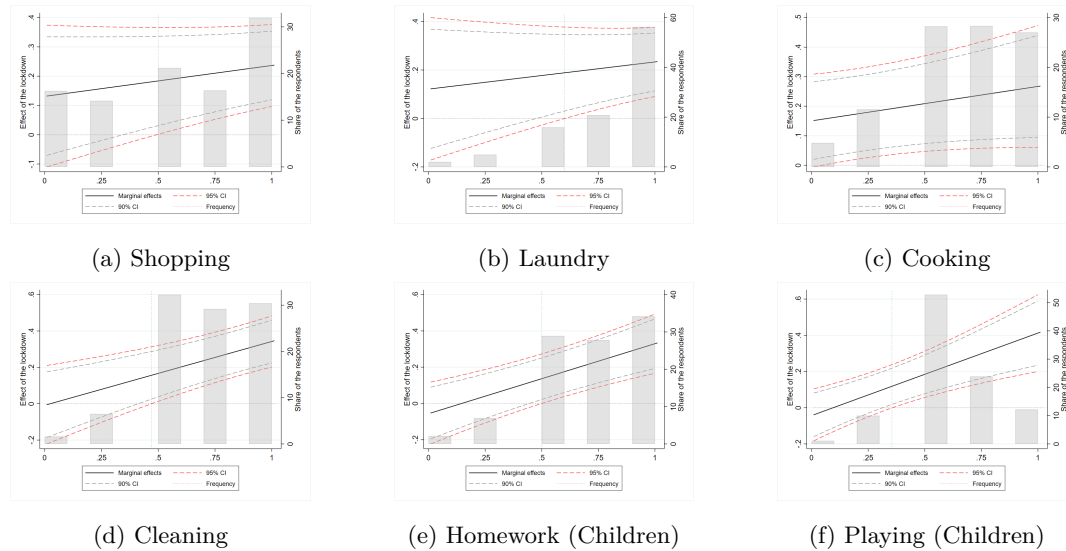 .4
.3
.2
.1
0
-.1
Effect of the lockdown
30
20
10
0
Share of the respondents
0 .25 .5 .75 1
Marginal effects 95% CI
90% CI Frequency
(a) Shopping
.4
.2
0
-.2
Effect of the lockdown
60
50
40
30
20
10
0
Share of the respondents
0 .25 .5 .75 1
Marginal effects 95% CI
90% CI Frequency
(b) Laundry
.5
.4
.3
.2
.1
0
Effect of the lockdown
30
20
10
0
Share of the respondents
0 .25 .5 .75 1
Marginal effects 95% CI
90% CI Frequency
(c) Cooking
.6
.4
.2
0
-.2
Effect of the lockdown
30
20
10
0
Share of the respondents
0 .25 .5 .75 1
Marginal effects 95% CI
90% CI Frequency
(d) Cleaning
.6
.4
.2
0
-.2
Effect of the lockdown
40
30
20
10
0
Share of the respondents
0 .25 .5 .75 1
Marginal effects 95% CI
90% CI Frequency
(e) Homework (Children)
.6
.4
.2
0
-.2
Effect of the lockdown
50
40
30
20
10
0
Share of the respondents
0 .25 .5 .75 1
Marginal effects 95% CI
90% CI Frequency
(f) Playing (Children)